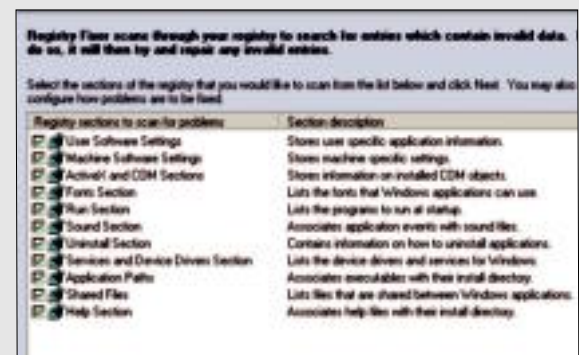 Registry Fixer scans through your registry to search for entries which contain invalid data.
do so, it will then try and repair any invalid entries.
Select the sections of the registry that you would like to scan from the list below and click Next. You may also
configure how problems are to be fixed.
Registry sections to scan for problems Section description
User Software Settings Stores user specific application information.
Machine Software Settings Stores machine specific settings.
ActiveX and COM Sections Stores information on installed COM objects.
Fonts Section Lists the fonts that Windows applications can use.
Run Section Lists the programs to run at startup.
Sound Section Associates application events with sound files.
Uninstall Section Contains information on how to uninstall applications.
Services and Device Drivers Section Lists the device drivers and services for Windows.
Application Paths Associates executables with their install directory.
Shared Files Lists files that are shared between Windows applications.
Help Section Associates help files with their install directory.